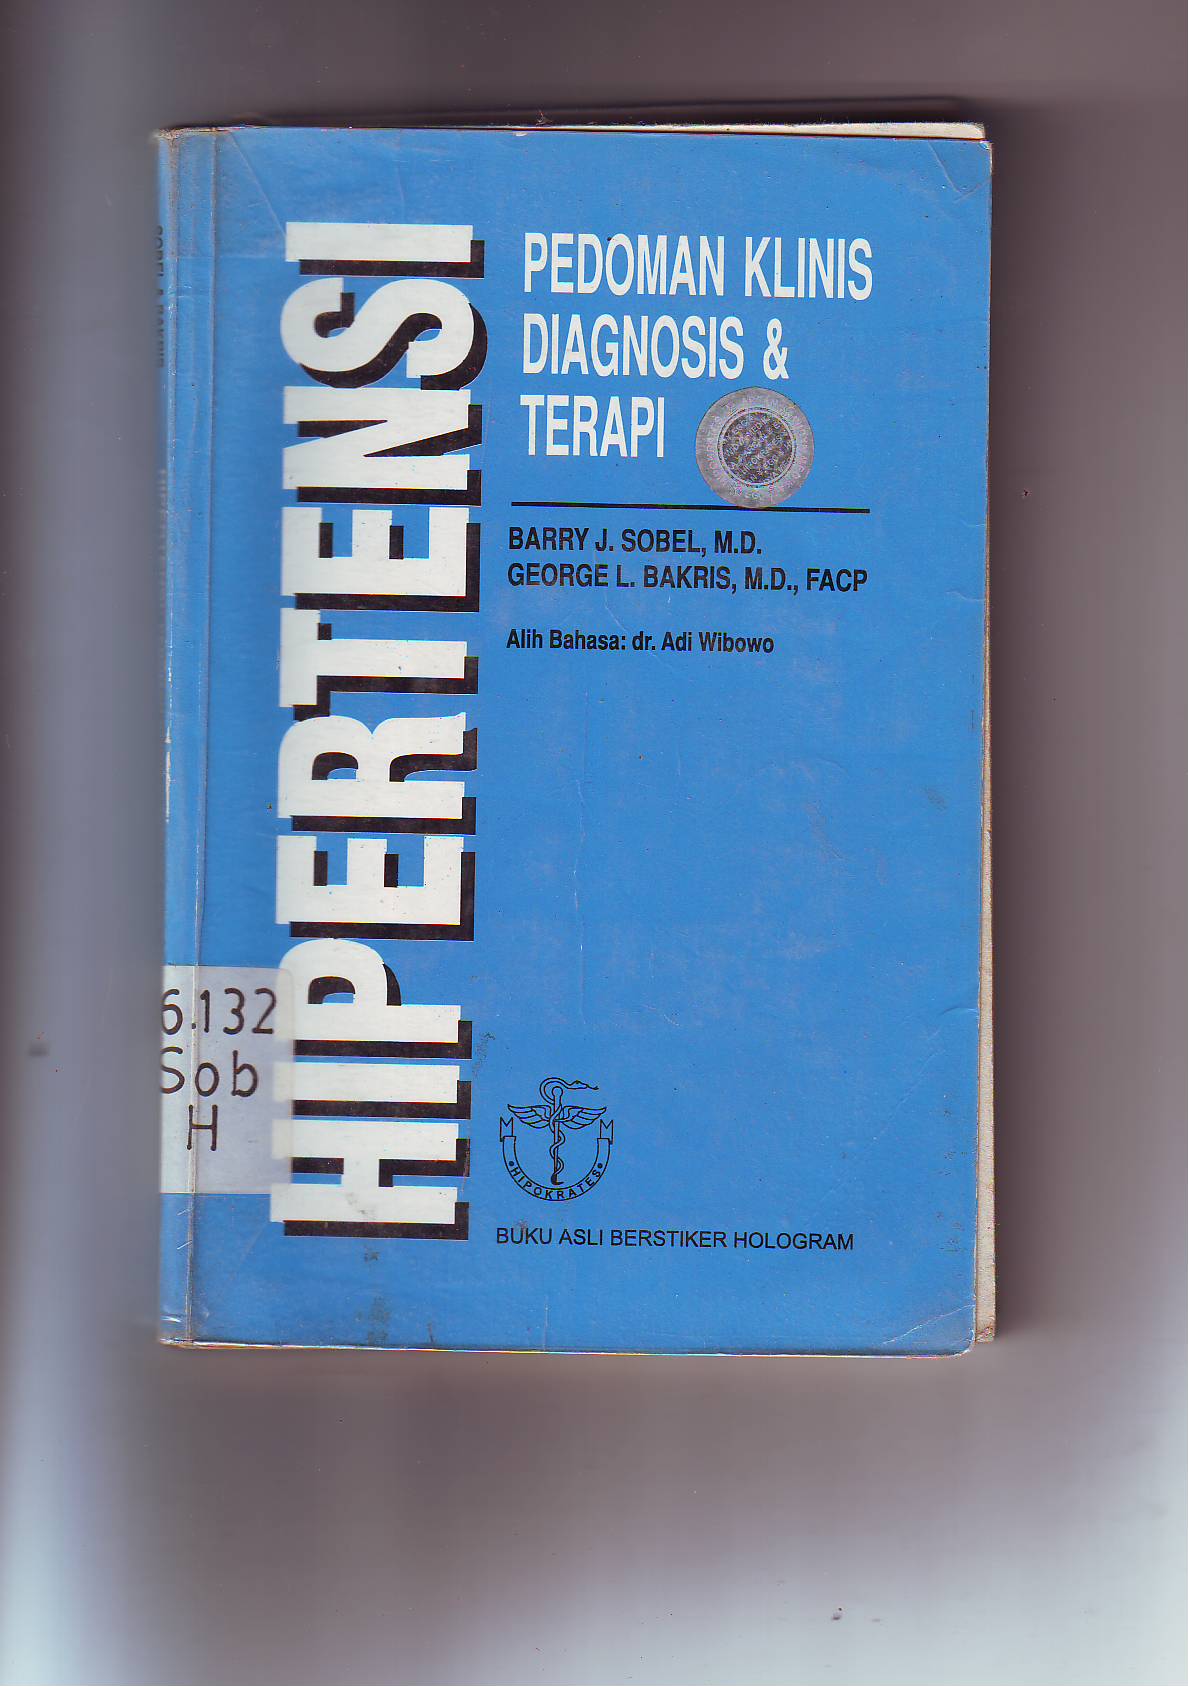 HIPERTENSI
PEDOMAN KLINIS
DIAGNOSIS &
TERAPI
BARRY J. SOBEL, M.D.
GEORGE L. BAKRIS, M.D., FACP
Alih Bahasa: dr. Adi Wibowo
6.132
Sob
H
M M
HIPOKRATES
BUKU ASLI BERSTIKER HOLOGRAM